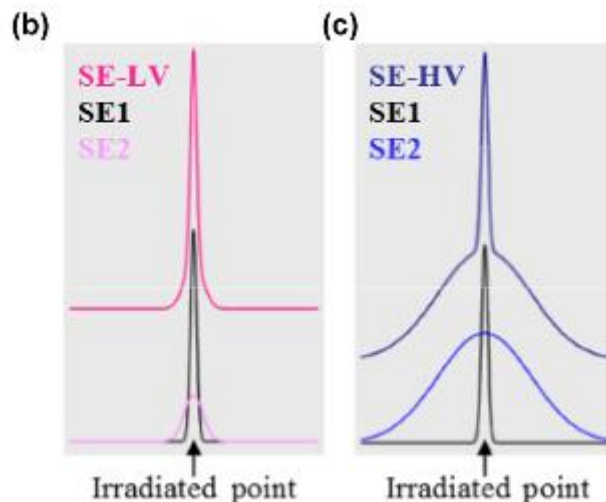 (b)
SE-LV
SE1
SE2
Irradiated point
(c)
SE-HV
SE1
SE2
Irradiated point